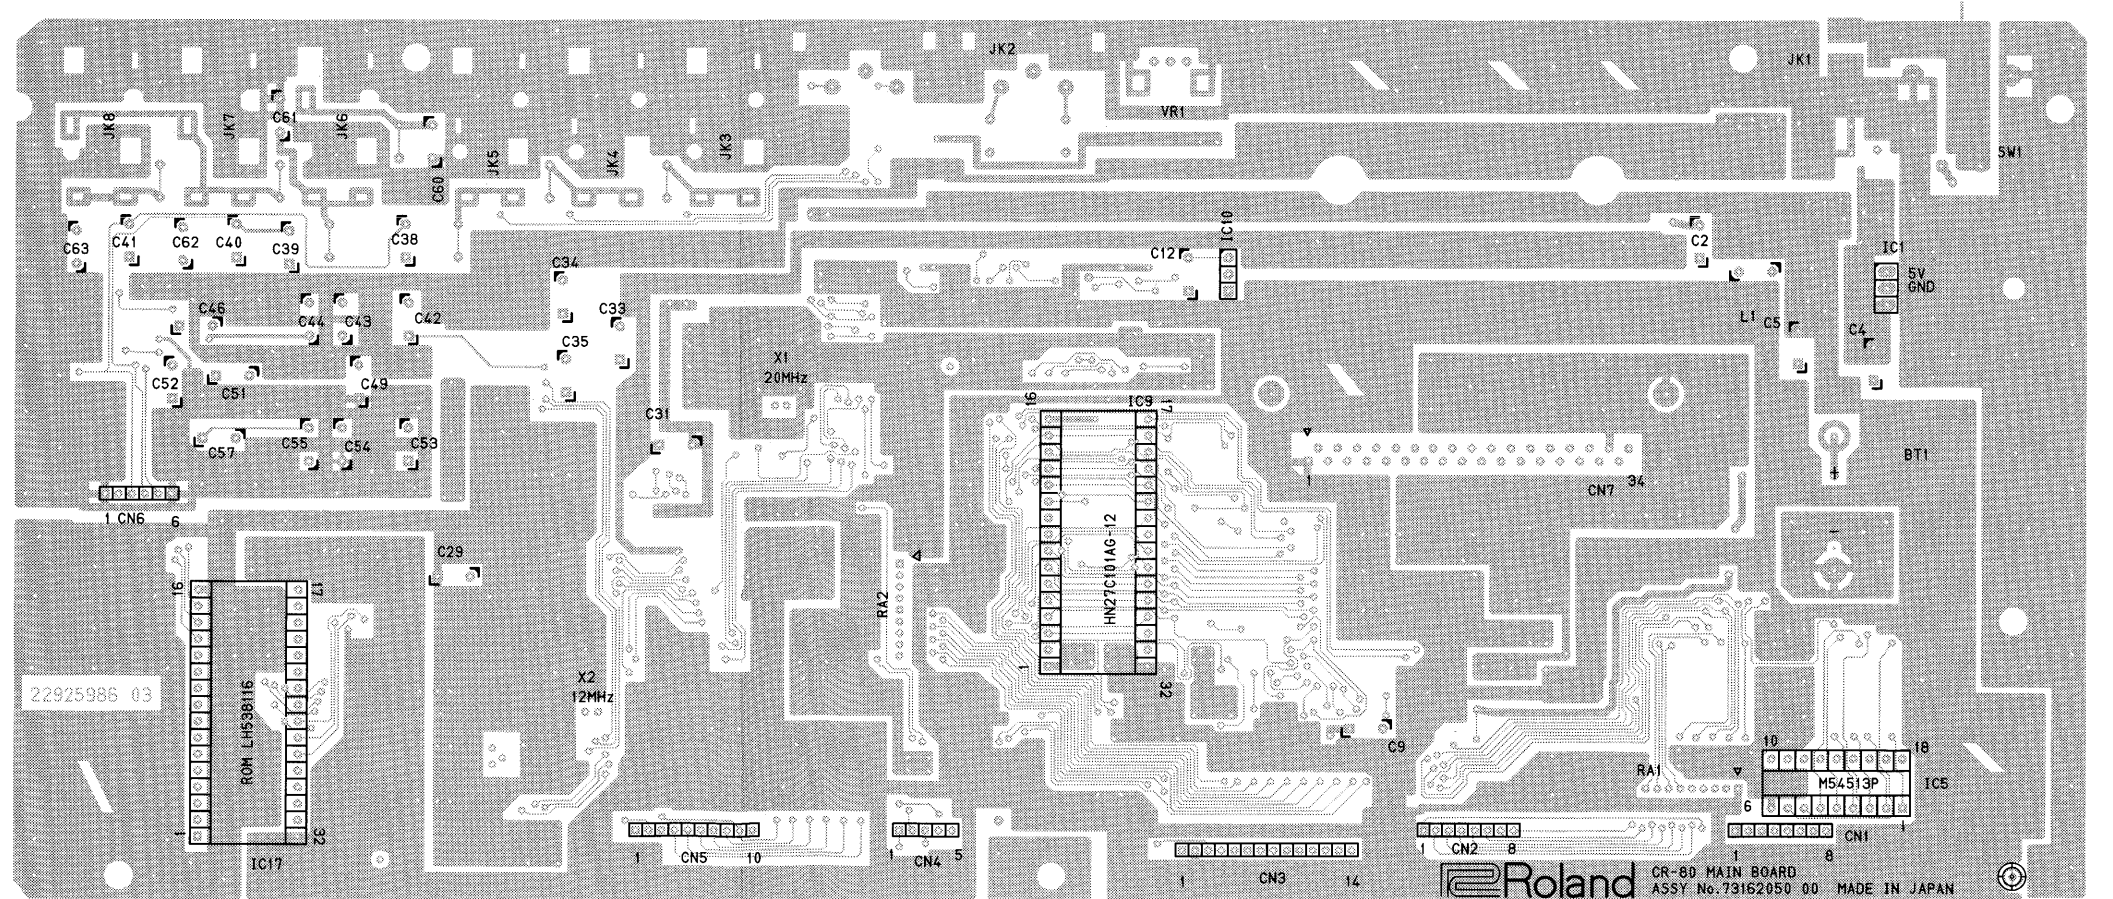 JK2
JK1
VR1
JK8
JK7
C61
JK6
C60
JK5
JK4
JK3
SW1
C63
C41
C62
C40
C39
C38
C12
IC10
C2
IC1
5V
GND
C34
C46
C44
C43
C42
C33
C35
L1
C5
C4
X1
20MHz
C52
C51
C49
C31
16
IC9
17
C57
C55
C54
C53
HN27C101AG-12
1
32
1
34
CN7
BT1
+
-
1
CN6
6
C29
16
17
ROM LH538116
1
32
IC17
RA2
X2
12MHz
22925986 03
C9
RA1
10
18
M54513P
IC5
6
1
1
CN5
10
1
CN4
5
1
CN3
14
1
CN2
8
1
CN1
8
Roland
CR-80 MAIN BOARD
ASSY No.73162050 00 MADE IN JAPAN